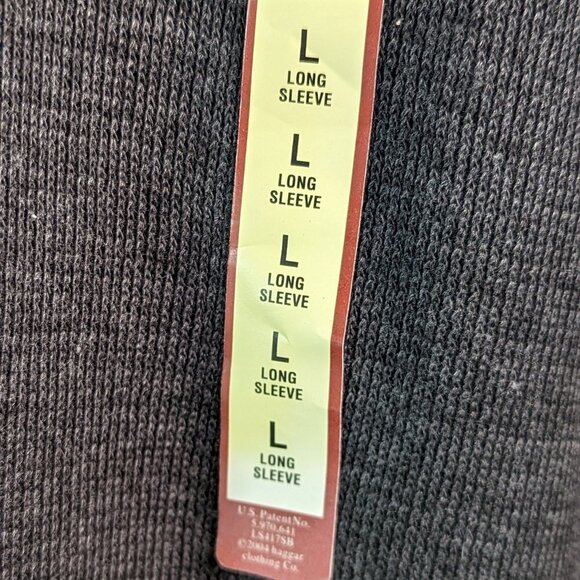 L
LONG
SLEEVE
L
LONG
SLEEVE
L
LONG
SLEEVE
L
LONG
SLEEVE
L
LONG
SLEEVE
U.S. Patent No.
5,970,641
LS417SB
©2004 haggar
clothing Co.